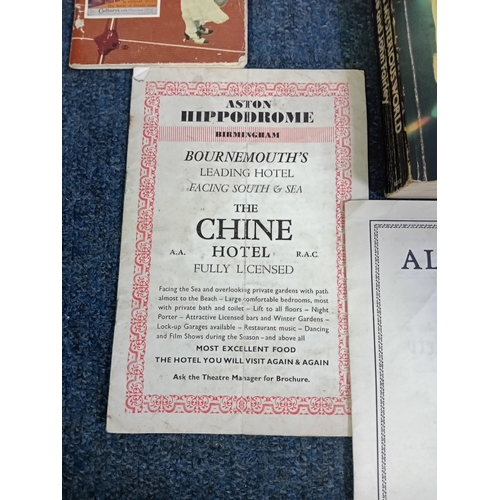 Cultures
ASTON
HIPPODROME
BIRMINGHAM
BOURNEMOUTH'S
LEADING HOTEL
FACING SOUTH & SEA
THE
CHINE
A.A. HOTEL R.A.C.
FULLY LICENSED
Facing the Sea and overlooking private gardens with path
almost to the Beach – Large comfortable bedrooms, most
with private bath and toilet – Lift to all floors – Night
Porter – Attractive Licensed bars and Winter Gardens –
Lock-up Garages available – Restaurant music – Dancing
and Film Shows during the Season – and above all
MOST EXCELLENT FOOD
THE HOTEL YOU WILL VISIT AGAIN & AGAIN
Ask the Theatre Manager for Brochure.
AL